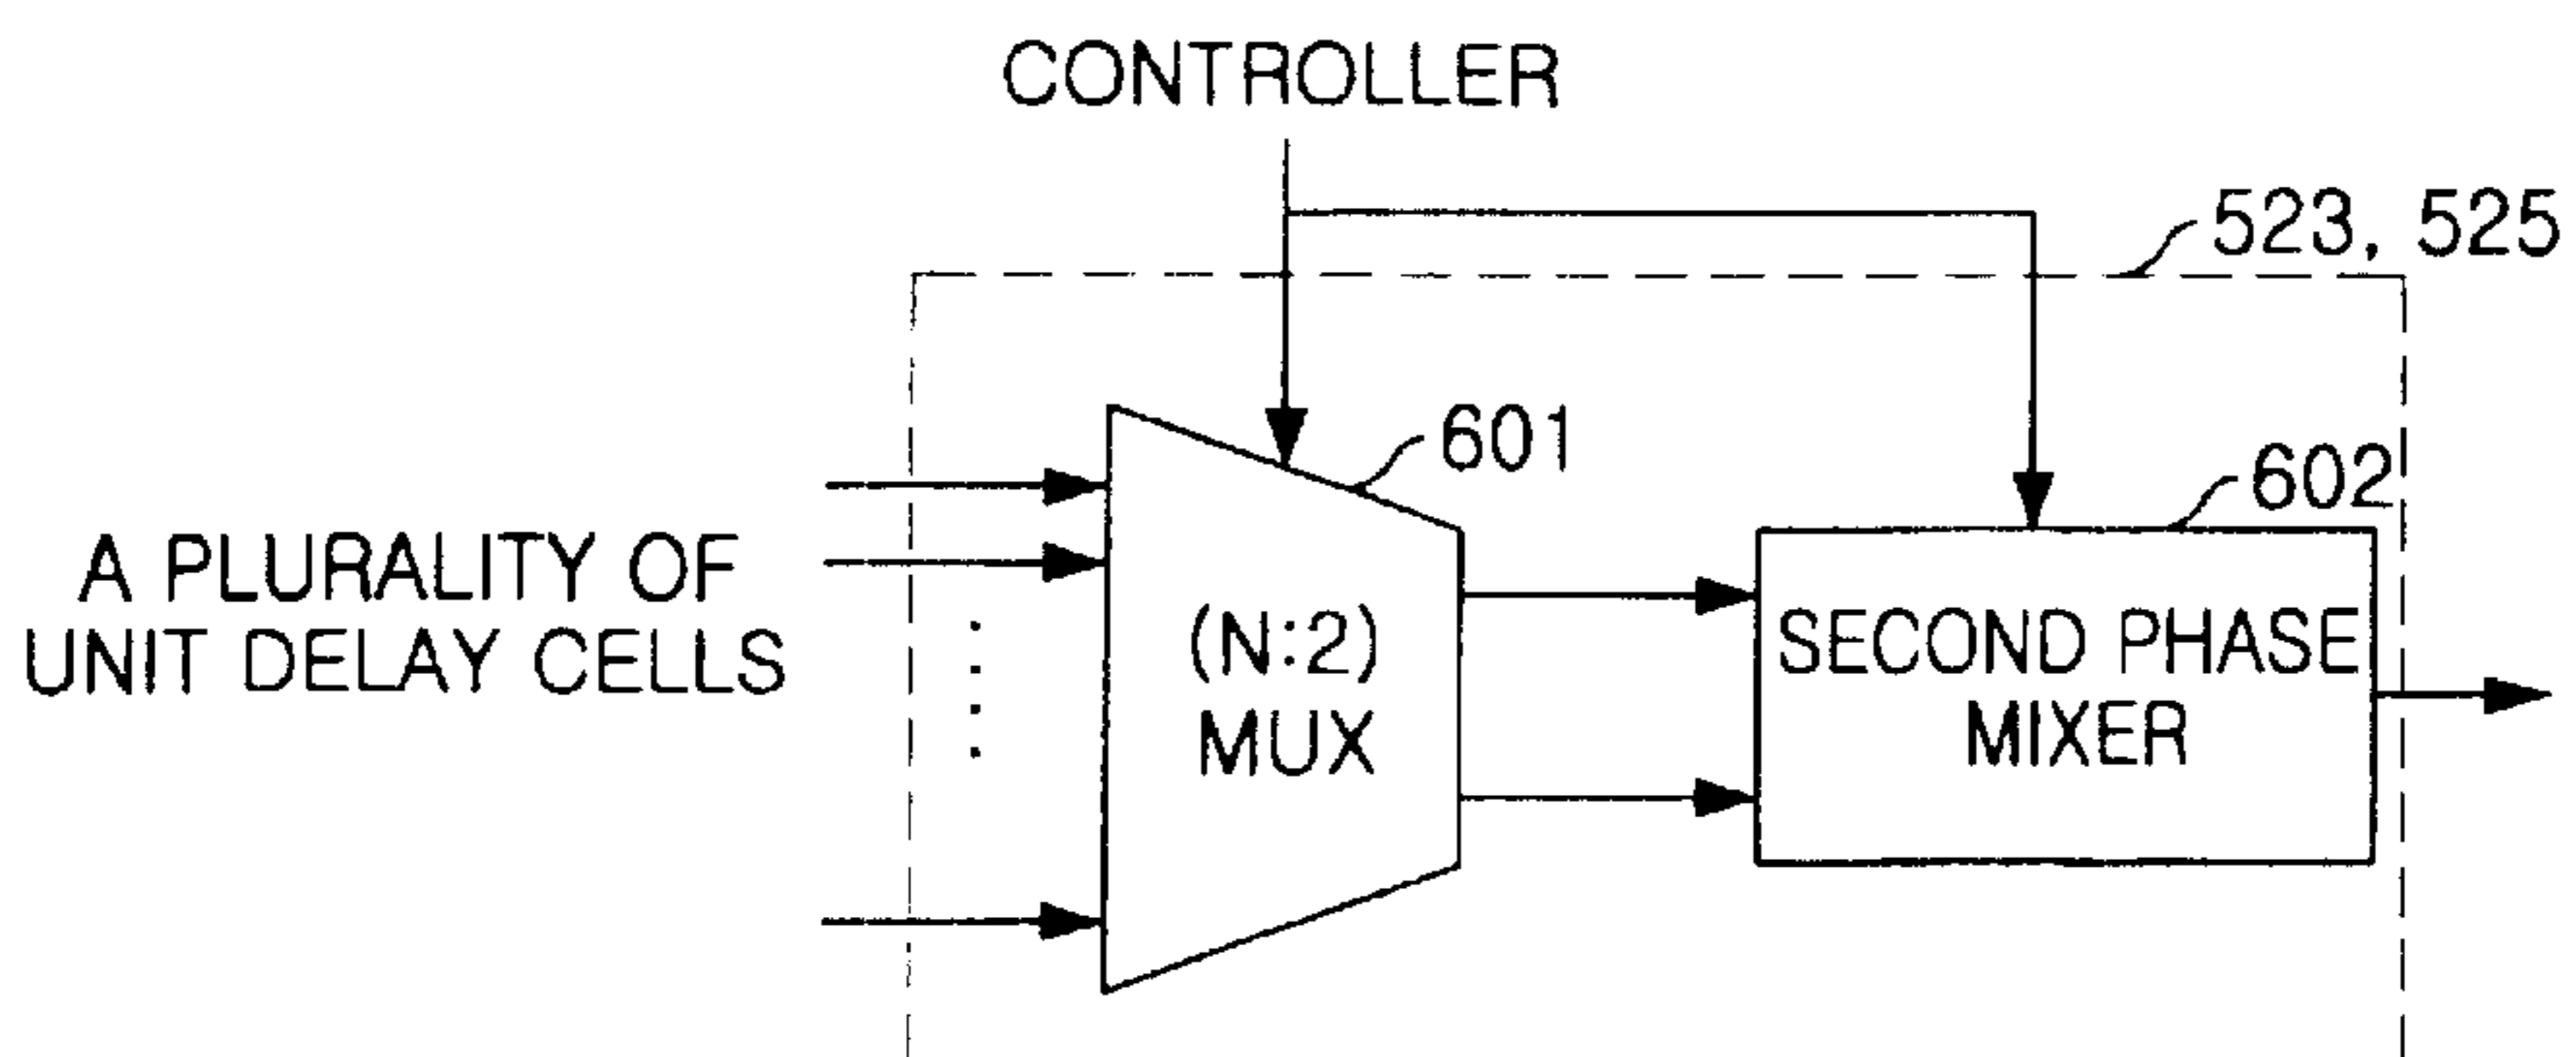 CONTROLLER
523, 525
601
602
A PLURALITY OF
UNIT DELAY CELLS
(N:2)
MUX
SECOND PHASE
MIXER